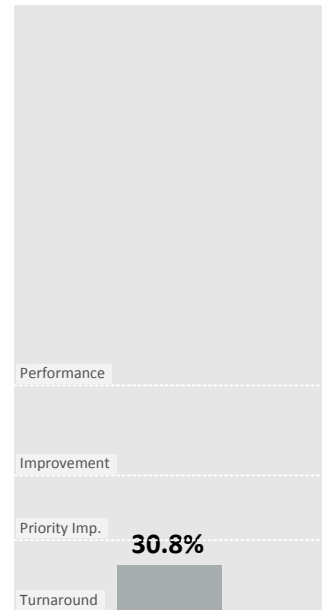 Performance
Improvement
Priority Imp.
30.8%
Turnaround